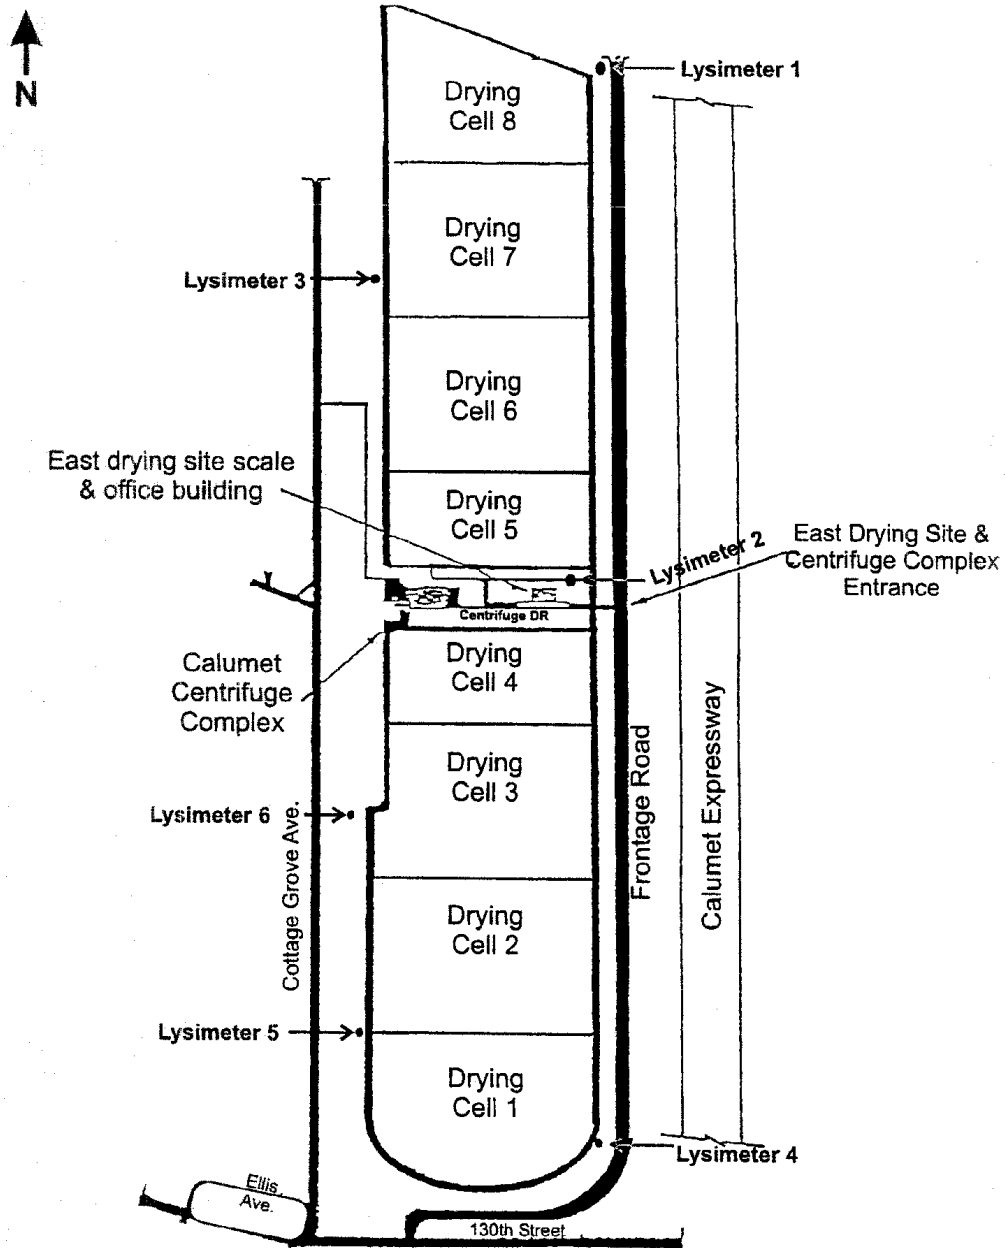 Drying
Cell 8
Lysimeter 1
N
Drying
Cell 7
Lysimeter 3
Drying
Cell 6
East drying site scale
& office building
Drying
Cell 5
Lysimeter 2
East Drying Site &
Centrifuge Complex
Entrance
Centrifuge DR
Drying
Cell 4
Calumet
Centrifuge
Complex
Drying
Cell 3
Lysimeter 6
Cottage Grove Ave.
Frontage Road
Calumet Expressway
Drying
Cell 2
Lysimeter 5
Drying
Cell 1
Lysimeter 4
Ellis
Ave.
130th Street